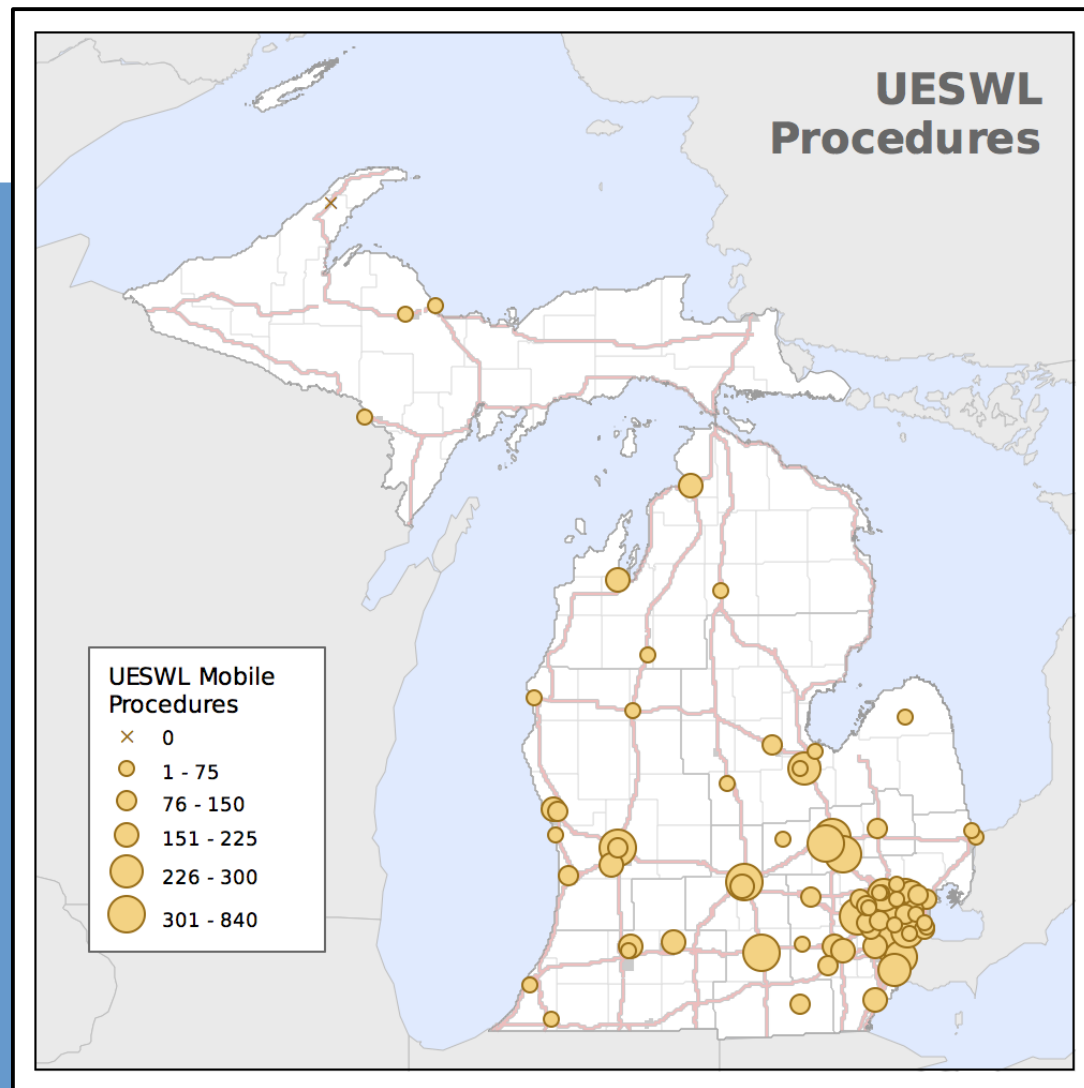 UESWL
Procedures
UESWL Mobile
Procedures
0
1 - 75
76 - 150
151 - 225
226 - 300
301 - 840